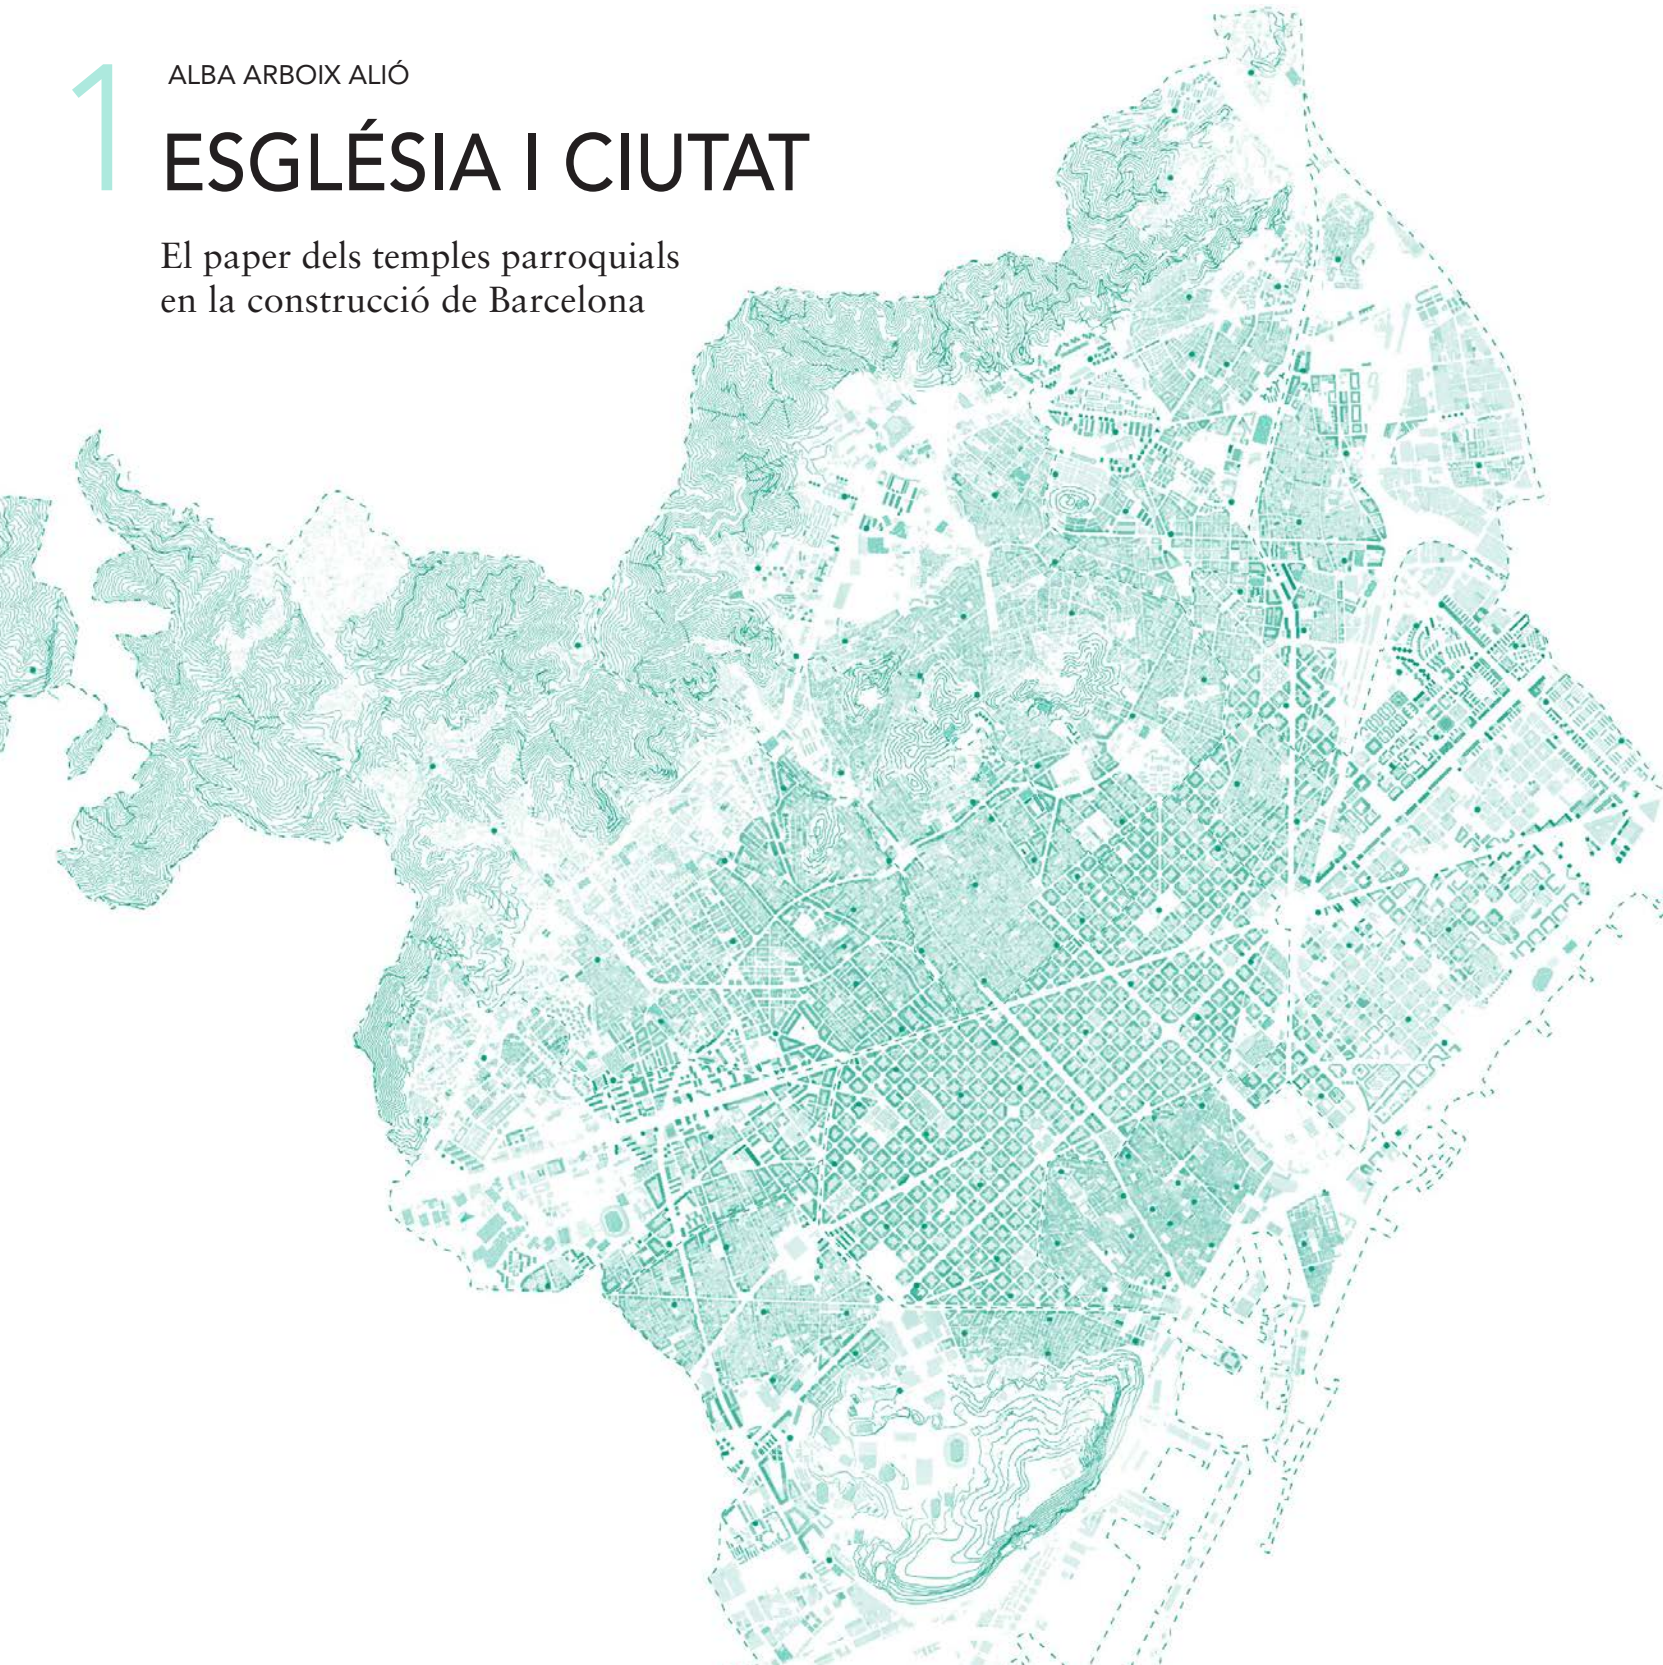 1
ALBA ARBOIX ALIÓ
ESGLÉSIA I CIUTAT
El paper dels temples parroquials
en la construcció de Barcelona